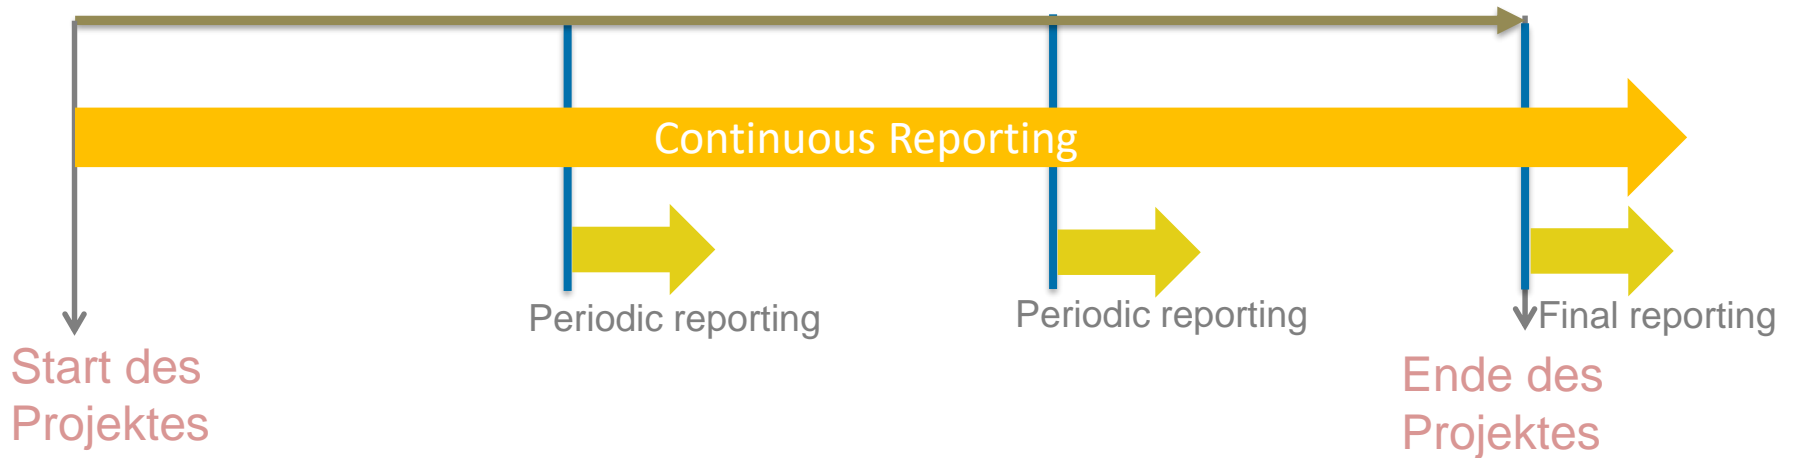 Continuous Reporting
Periodic reporting
Periodic reporting
Final reporting
Start des
Projektes
Ende des
Projektes